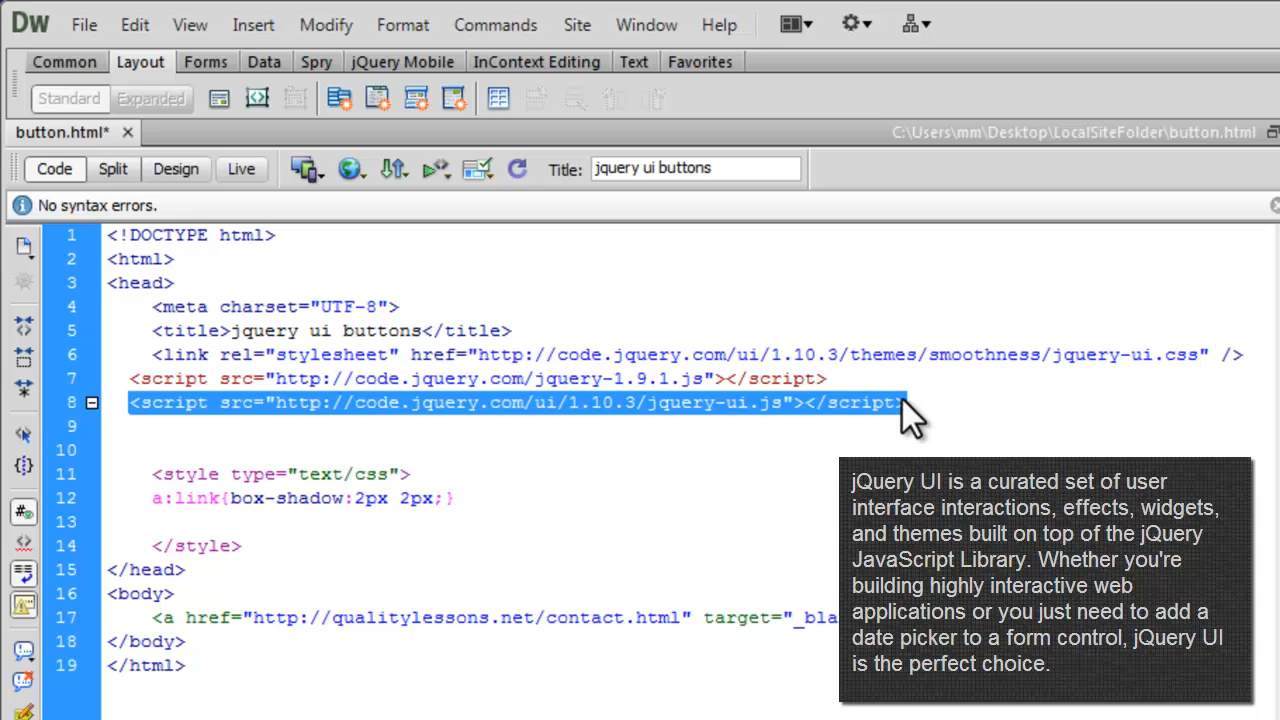 DW File Edit View Insert Modify Format Commands Site Window Help
Common Layout Forms Data Spry jQuery Mobile InContext Editing Text Favorites
Standard Expanded
button.html* C:\Users\mm\Desktop\LocalSiteFolder\button.html
Code Split Design Live Title: jquery ui buttons
No syntax errors.
1 <!DOCTYPE html>
2 <html>
3 <head>
4 <meta charset="UTF-8">
5 <title>jquery ui buttons</title>
6 <link rel="stylesheet" href="http://code.jquery.com/ui/1.10.3/themes/smoothness/jquery-ui.css" />
7 <script src="http://code.jquery.com/jquery-1.9.1.js"></script>
8 <script src="http://code.jquery.com/ui/1.10.3/jquery-ui.js"></script>
9
10
11 <style type="text/css">
12 a:link{box-shadow:2px 2px;}
13
14 </style>
15 </head>
16 <body>
17 <a href="http://qualitylessons.net/contact.html" target="_bla
18 </body>
19 </html>
jQuery UI is a curated set of user
interface interactions, effects, widgets,
and themes built on top of the jQuery
JavaScript Library. Whether you're
building highly interactive web
applications or you just need to add a
date picker to a form control, jQuery UI
is the perfect choice.